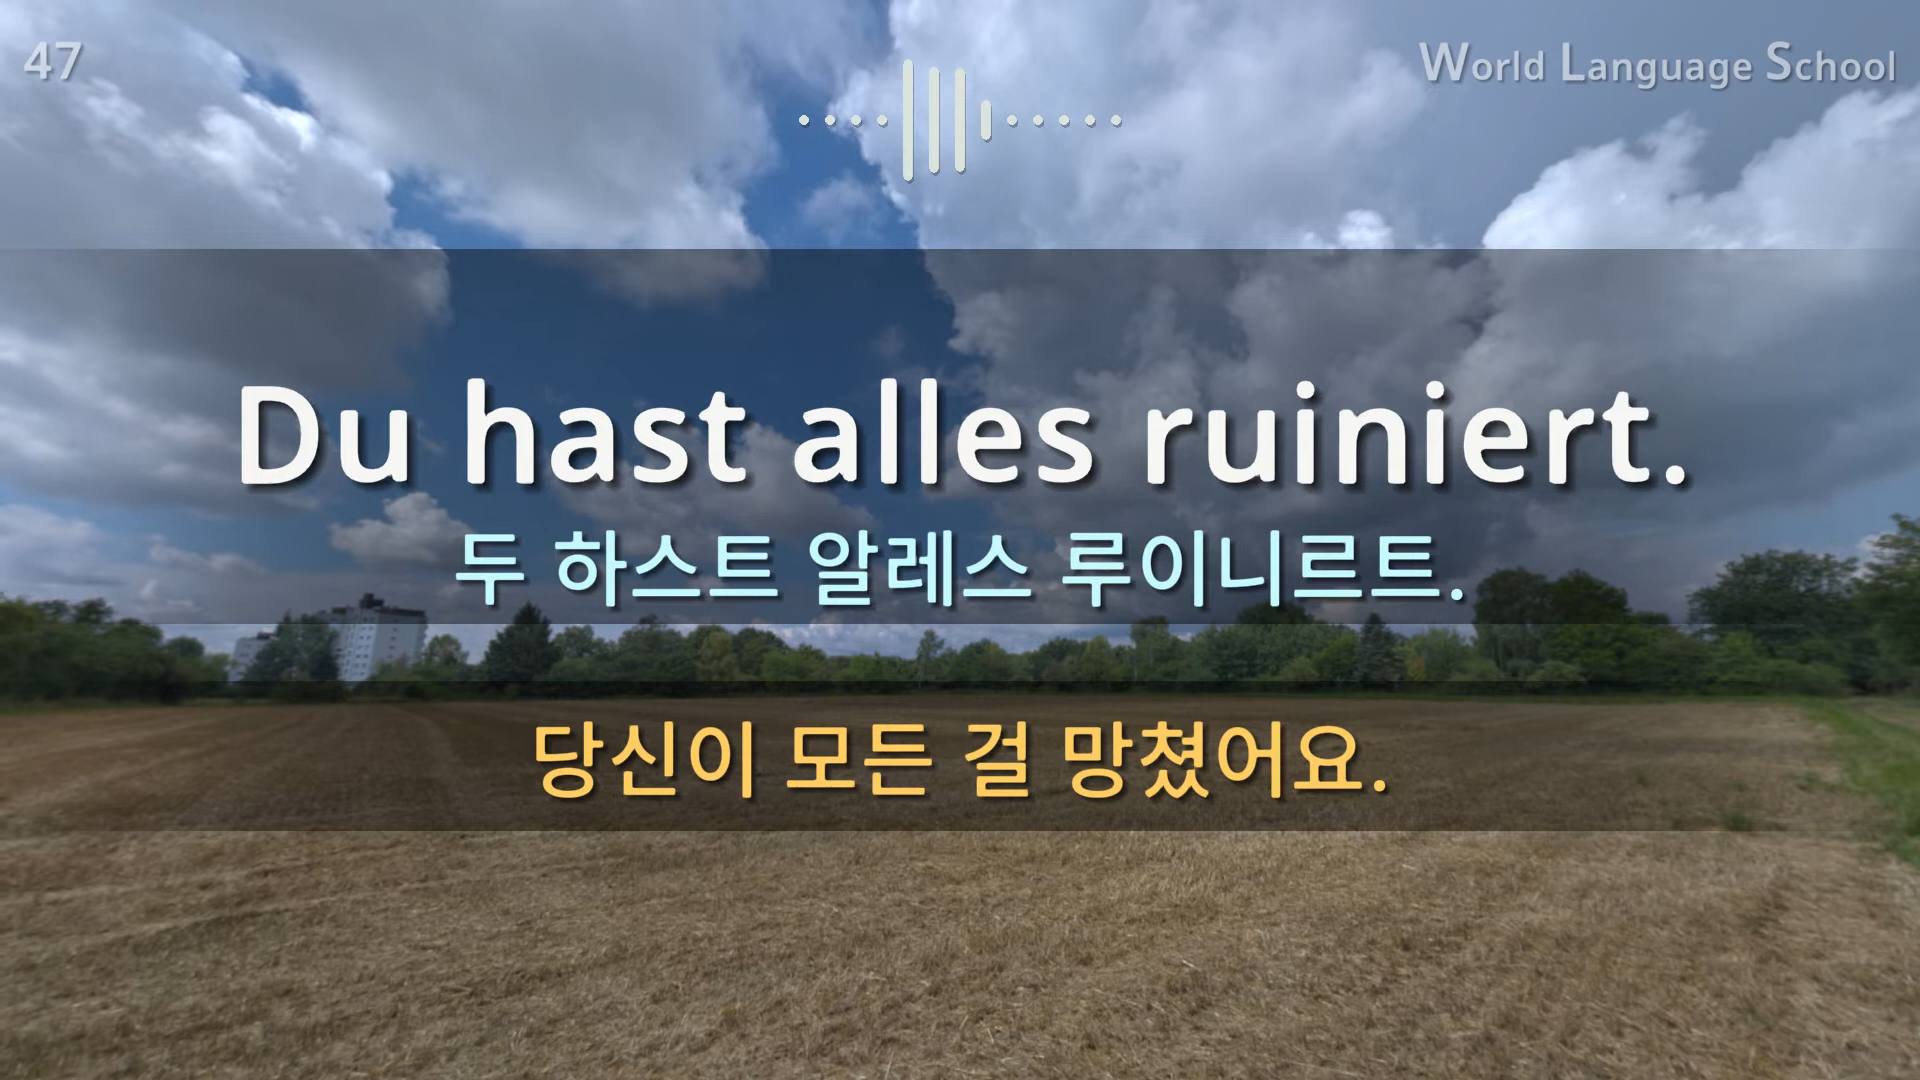 47
World Language School
Du hast alles ruiniert.
두 하스트 알레스 루이니르트.
당신이 모든 걸 망쳤어요.